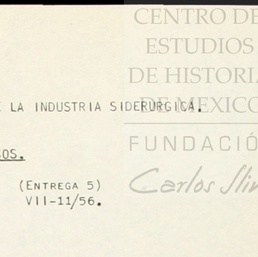 CENTRO DE
ESTUDIOS
DE HISTORIA
DE MEXICO
LA INDUSTRIA SIDERURGICA.
FUNDACIÓ
Carlos Slim
OS.
(ENTREGA 5)
VII-11/56.